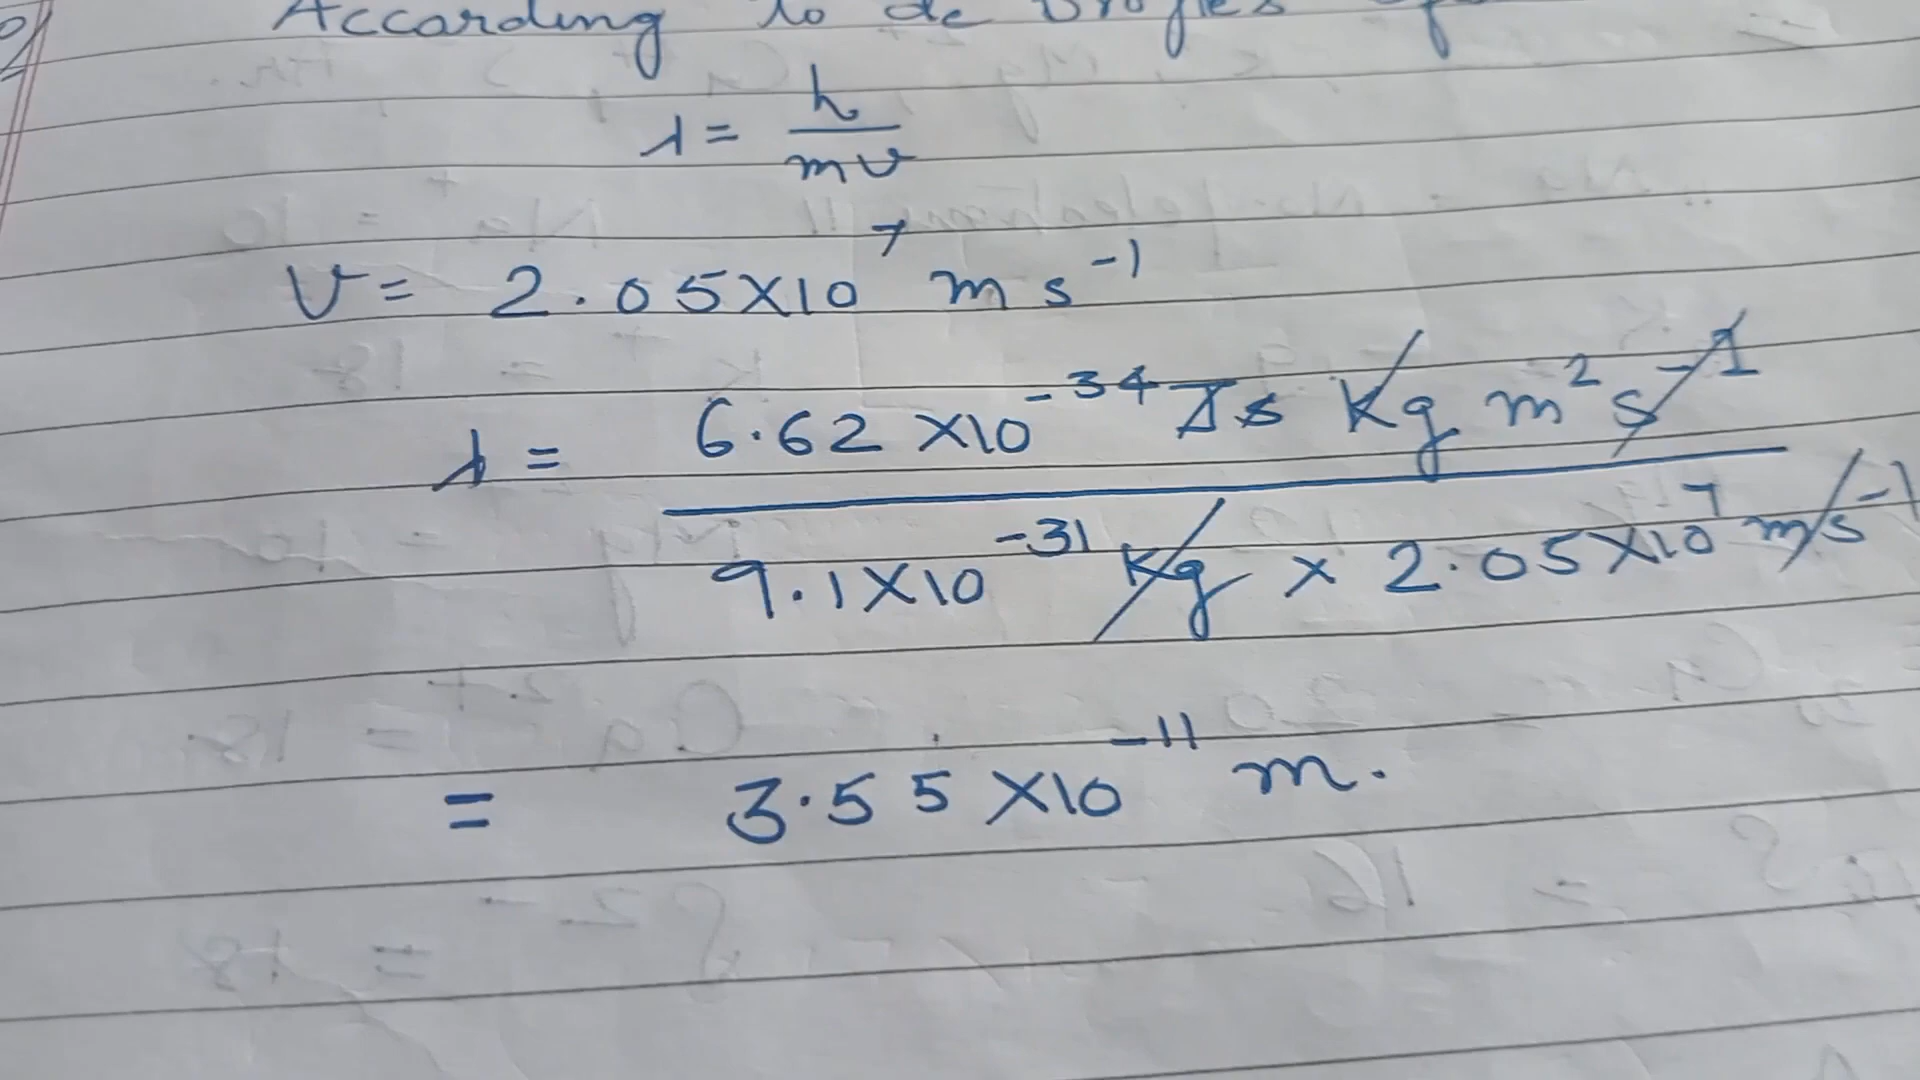 According to de
λ = h / mv
v = 2.05×10⁷ m s⁻¹
λ = 6.62×10⁻³⁴ Js Kg m² s⁻¹ / 9.1×10⁻³¹ Kg × 2.05×10⁷ m/s⁻¹
= 3.55×10⁻¹¹ m.